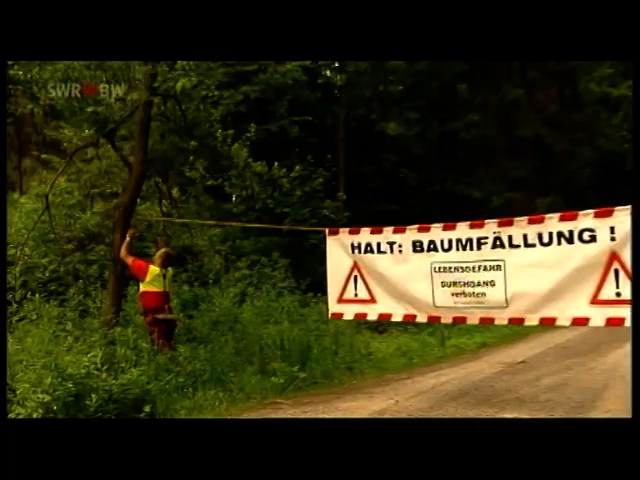 SWR BW
HALT: BAUMFÄLLUNG !
LEBENSGEFAHR
DURCHGANG
verboten